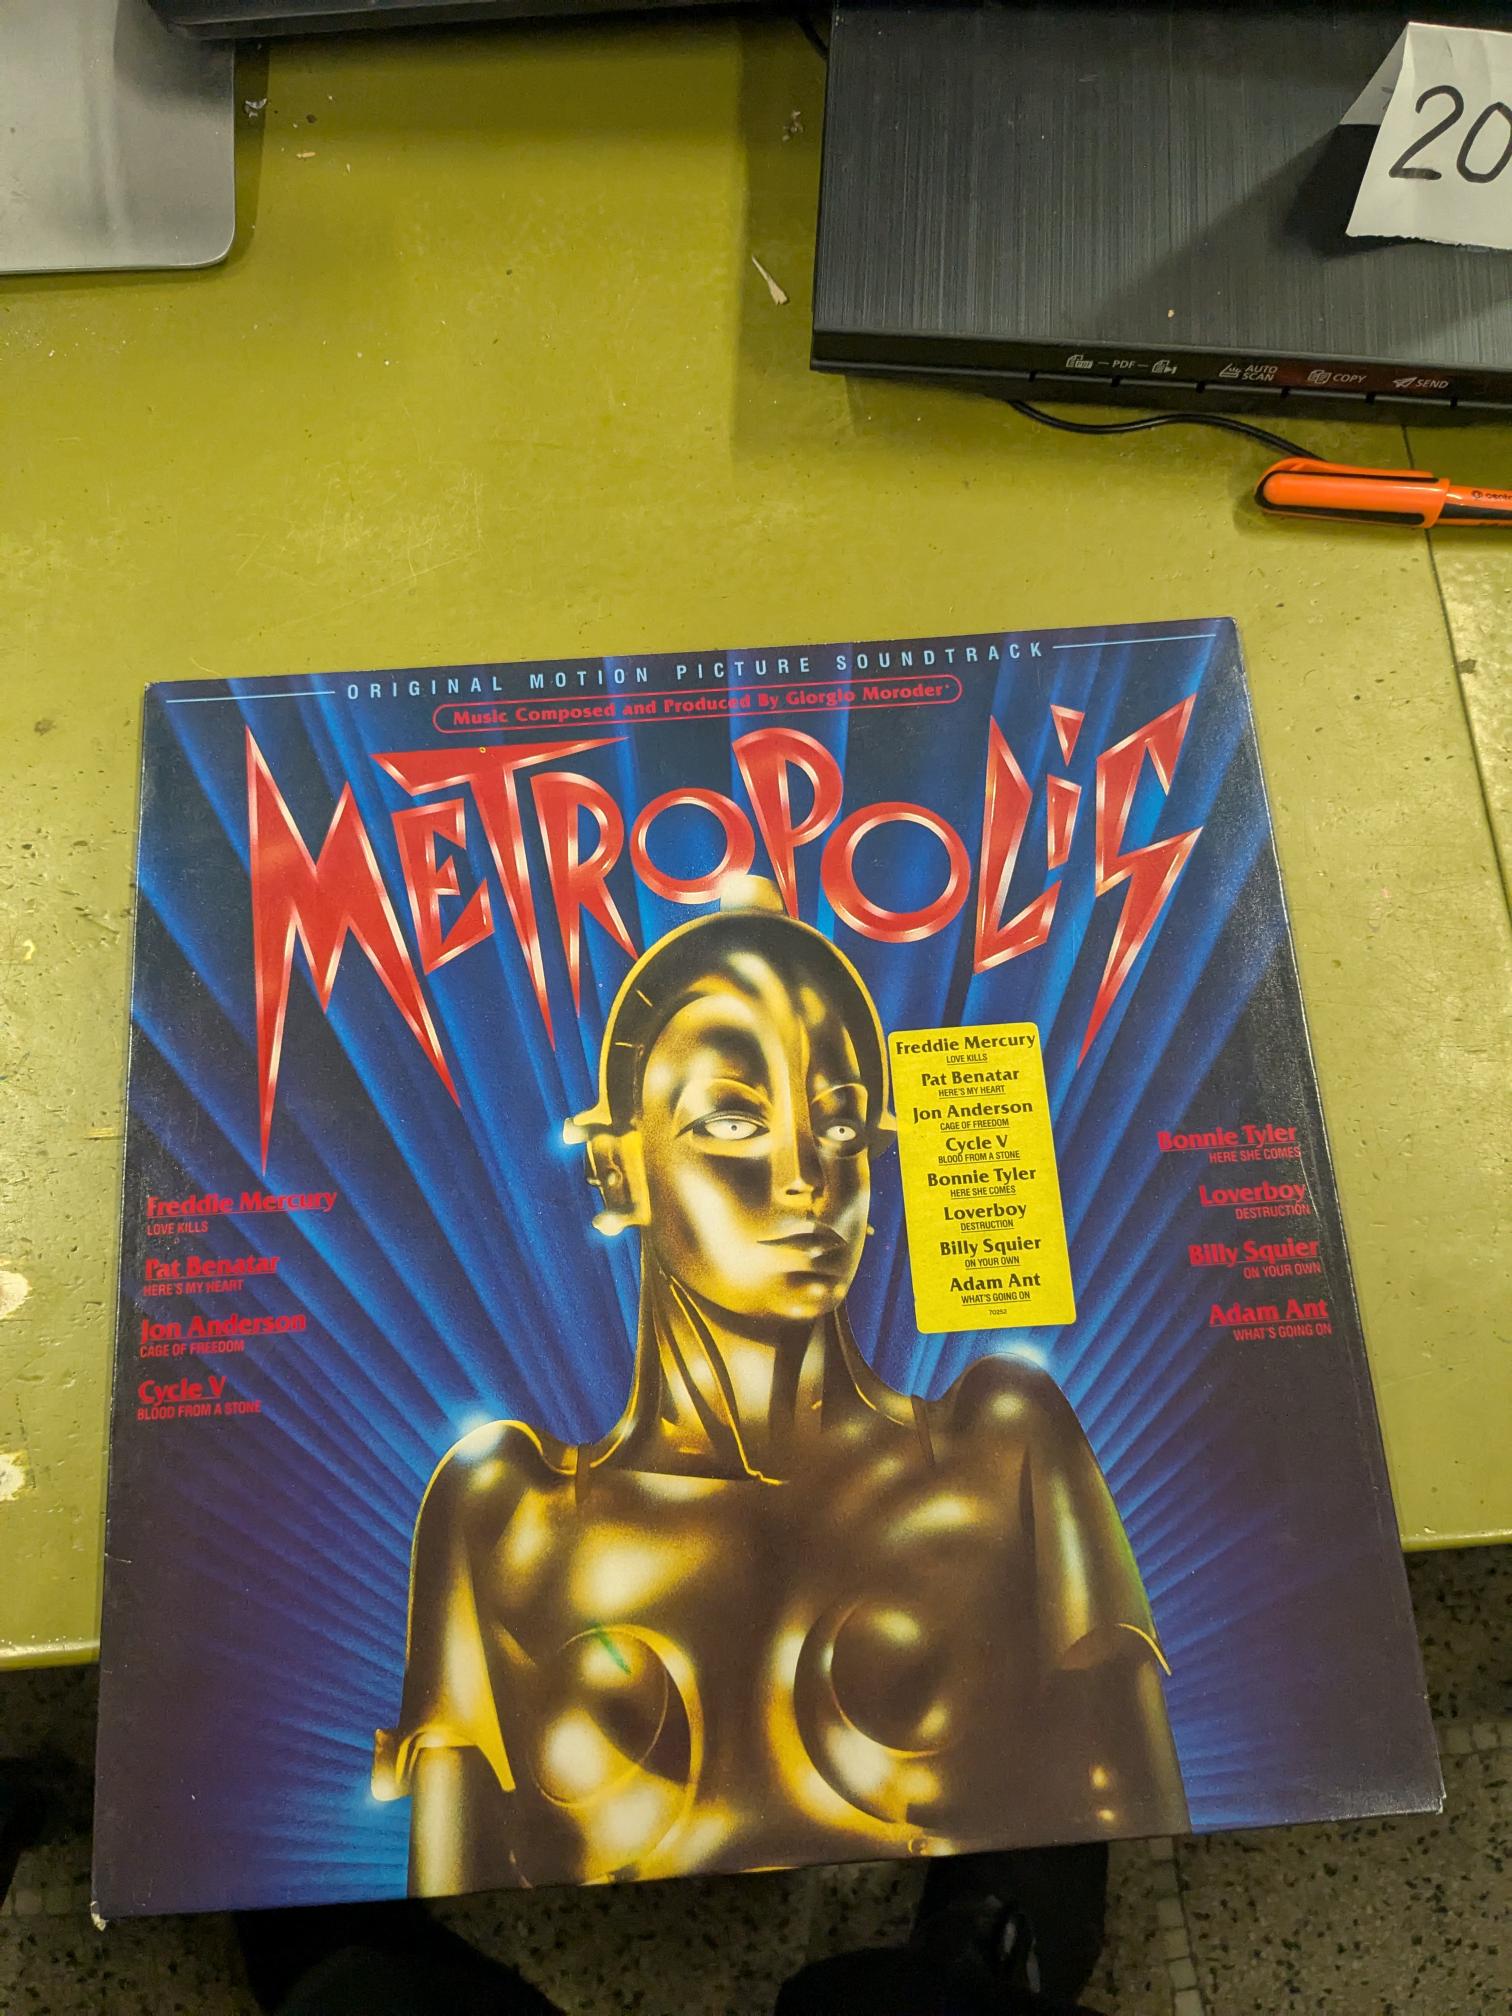 20
PDF
AUTO
SCAN
COPY
SEND
ORIGINAL MOTION PICTURE SOUNDTRACK
Music Composed and Produced By Giorgio Moroder
METROPOLiS
Freddie Mercury
LOVE KILLS
Pat Benatar
HERE'S MY HEART
Jon Anderson
CAGE OF FREEDOM
Cycle V
BLOOD FROM A STONE
Freddie Mercury
LOVE KILLS
Pat Benatar
HERE'S MY HEART
Jon Anderson
CAGE OF FREEDOM
Cycle V
BLOOD FROM A STONE
Bonnie Tyler
HERE SHE COMES
Loverboy
DESTRUCTION
Billy Squier
ON YOUR OWN
Adam Ant
WHAT'S GOING ON
70252
Bonnie Tyler
HERE SHE COMES
Loverboy
DESTRUCTION
Billy Squier
ON YOUR OWN
Adam Ant
WHAT'S GOING ON